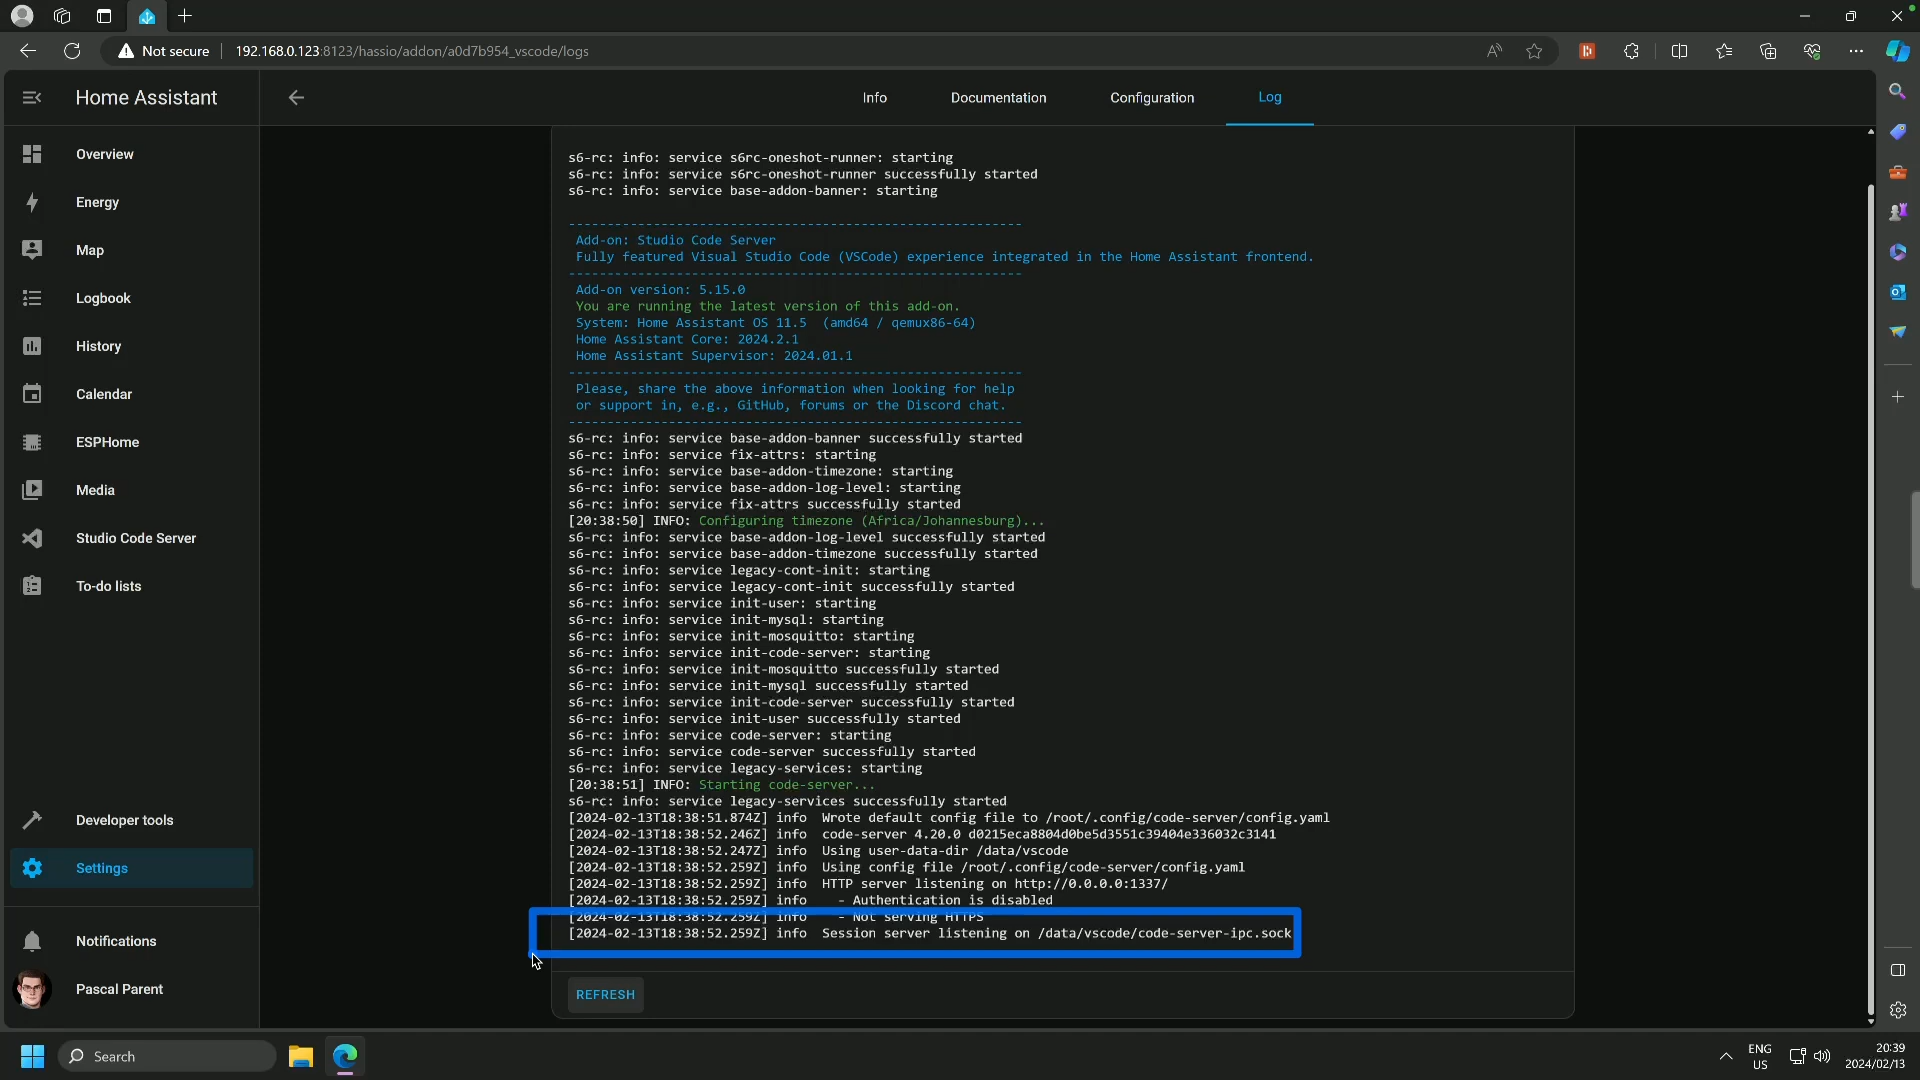 Not secure
192.168.0.123:8123/hassio/addon/a0d7b954_vscode/logs
Home Assistant
Info
Documentation
Configuration
Log
Overview
Energy
Map
Logbook
History
Calendar
ESPHome
Media
Studio Code Server
To-do lists
Developer tools
Settings
Notifications
Pascal Parent
s6-rc: info: service s6rc-oneshot-runner: starting
s6-rc: info: service s6rc-oneshot-runner successfully started
s6-rc: info: service base-addon-banner: starting
-----------------------------------------------------------
Add-on: Studio Code Server
Fully featured Visual Studio Code (VSCode) experience integrated in the Home Assistant frontend.
-----------------------------------------------------------
Add-on version: 5.15.0
You are running the latest version of this add-on.
System: Home Assistant OS 11.5 (amd64 / qemux86-64)
Home Assistant Core: 2024.2.1
Home Assistant Supervisor: 2024.01.1
-----------------------------------------------------------
Please, share the above information when looking for help
or support in, e.g., GitHub, forums or the Discord chat.
-----------------------------------------------------------
s6-rc: info: service base-addon-banner successfully started
s6-rc: info: service fix-attrs: starting
s6-rc: info: service base-addon-timezone: starting
s6-rc: info: service base-addon-log-level: starting
s6-rc: info: service fix-attrs successfully started
[20:38:50] INFO: Configuring timezone (Africa/Johannesburg)...
s6-rc: info: service base-addon-log-level successfully started
s6-rc: info: service base-addon-timezone successfully started
s6-rc: info: service legacy-cont-init: starting
s6-rc: info: service legacy-cont-init successfully started
s6-rc: info: service init-user: starting
s6-rc: info: service init-mysql: starting
s6-rc: info: service init-mosquitto: starting
s6-rc: info: service init-code-server: starting
s6-rc: info: service init-mosquitto successfully started
s6-rc: info: service init-mysql successfully started
s6-rc: info: service init-code-server successfully started
s6-rc: info: service init-user successfully started
s6-rc: info: service code-server: starting
s6-rc: info: service code-server successfully started
s6-rc: info: service legacy-services: starting
[20:38:51] INFO: Starting code-server...
s6-rc: info: service legacy-services successfully started
[2024-02-13T18:38:51.874Z] info Wrote default config file to /root/.config/code-server/config.yaml
[2024-02-13T18:38:52.246Z] info code-server 4.20.0 d0215eca8804d0be5d3551c39404e336032c3141
[2024-02-13T18:38:52.247Z] info Using user-data-dir /data/vscode
[2024-02-13T18:38:52.259Z] info Using config file /root/.config/code-server/config.yaml
[2024-02-13T18:38:52.259Z] info HTTP server listening on http://0.0.0.0:1337/
[2024-02-13T18:38:52.259Z] info - Authentication is disabled
[2024-02-13T18:38:52.259Z] info - Not serving HTTPS
[2024-02-13T18:38:52.259Z] info Session server listening on /data/vscode/code-server-ipc.sock
REFRESH
Search
ENG
US
20:39
2024/02/13